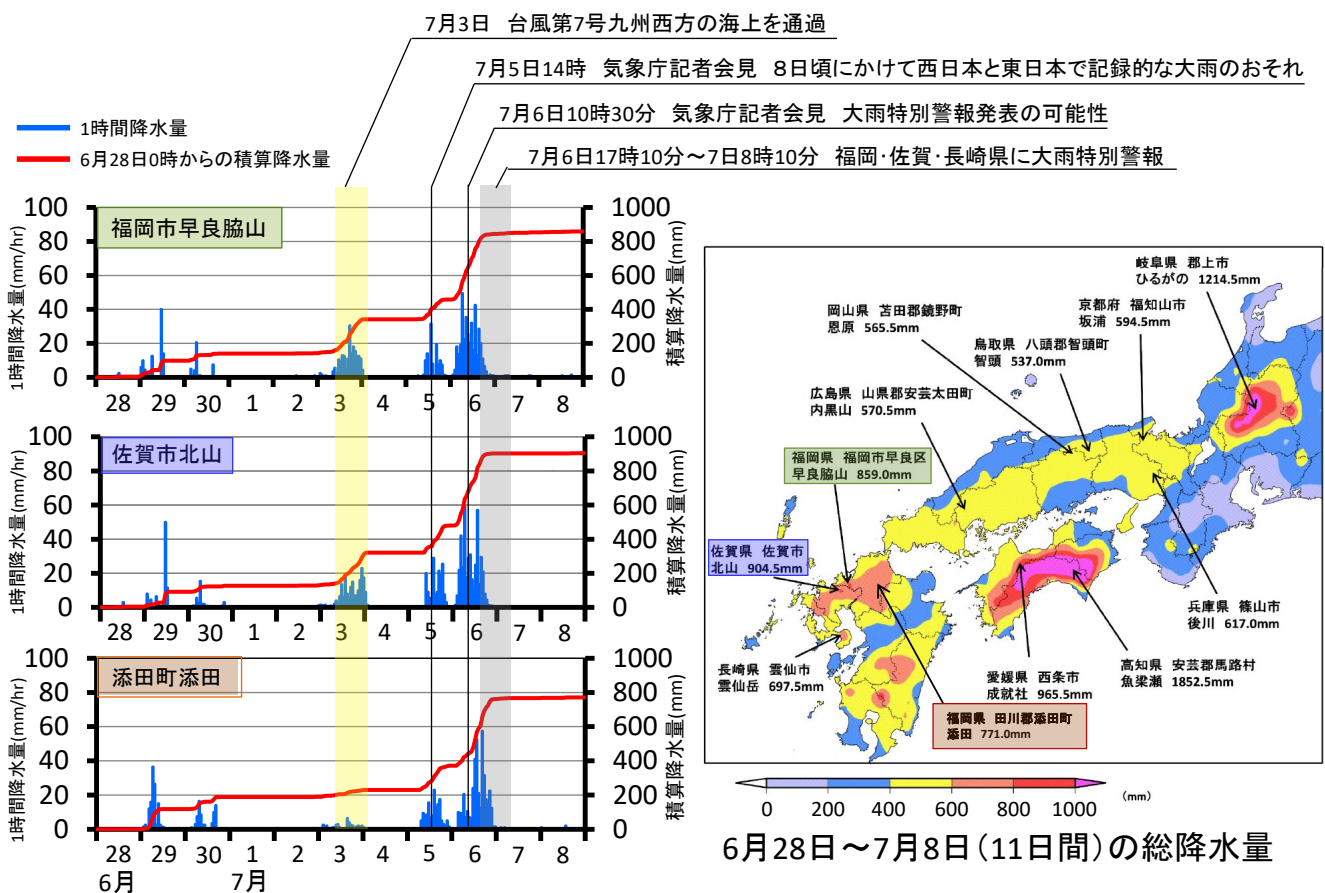 7月3日 台風第7号九州西方の海上を通過
7月5日14時 気象庁記者会見 8日頃にかけて西日本と東日本で記録的な大雨のおそれ
7月6日10時30分 気象庁記者会見 大雨特別警報発表の可能性
7月6日17時10分～7日8時10分 福岡・佐賀・長崎県に大雨特別警報
1時間降水量
6月28日0時からの積算降水量
1時間降水量(mm/hr)
100
80
60
40
20
0
福岡市早良脇山
1000
800
600
400
200
0
積算降水量(mm)
28 29 30 1 2 3 4 5 6 7 8
1時間降水量(mm/hr)
100
80
60
40
20
0
佐賀市北山
1000
800
600
400
200
0
積算降水量(mm)
28 29 30 1 2 3 4 5 6 7 8
1時間降水量(mm/hr)
100
80
60
40
20
0
添田町添田
1000
800
600
400
200
0
積算降水量(mm)
28 29 30 1 2 3 4 5 6 7 8
6月 7月
岐阜県 郡上市
ひるがの 1214.5mm
京都府 福知山市
坂浦 594.5mm
岡山県 苫田郡鏡野町
恩原 565.5mm
鳥取県 八頭郡智頭町
智頭 537.0mm
広島県 山県郡安芸太田町
内黒山 570.5mm
福岡県 福岡市早良区
早良脇山 859.0mm
佐賀県 佐賀市
北山 904.5mm
長崎県 雲仙市
雲仙岳 697.5mm
福岡県 田川郡添田町
添田 771.0mm
愛媛県 西条市
成就社 965.5mm
高知県 安芸郡馬路村
魚梁瀬 1852.5mm
兵庫県 篠山市
後川 617.0mm
0 200 400 600 800 1000 (mm)
6月28日～7月8日(11日間)の総降水量